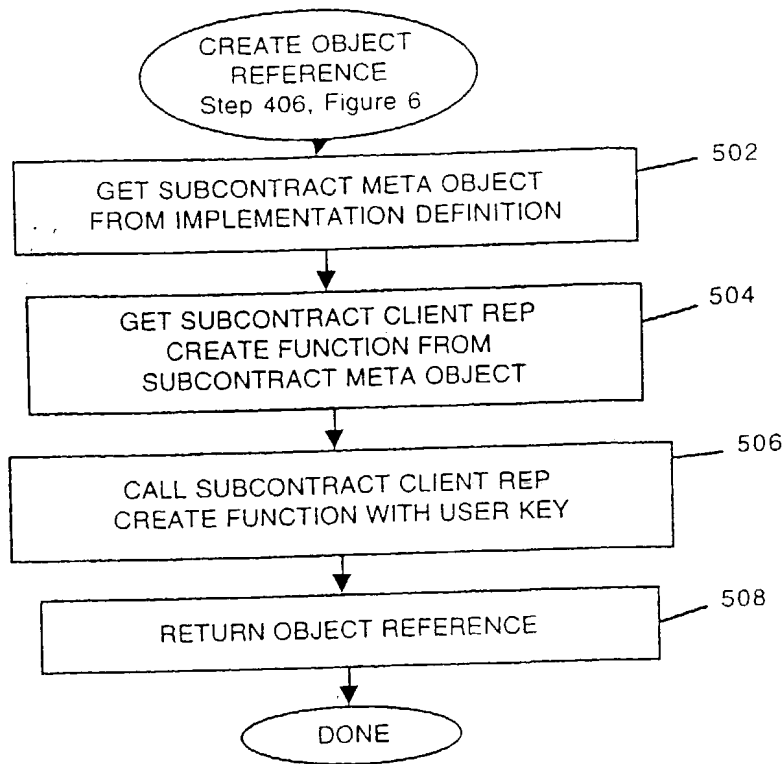 CREATE OBJECT
REFERENCE
Step 406, Figure 6
502
GET SUBCONTRACT META OBJECT
FROM IMPLEMENTATION DEFINITION
504
GET SUBCONTRACT CLIENT REP
CREATE FUNCTION FROM
SUBCONTRACT META OBJECT
506
CALL SUBCONTRACT CLIENT REP
CREATE FUNCTION WITH USER KEY
508
RETURN OBJECT REFERENCE
DONE